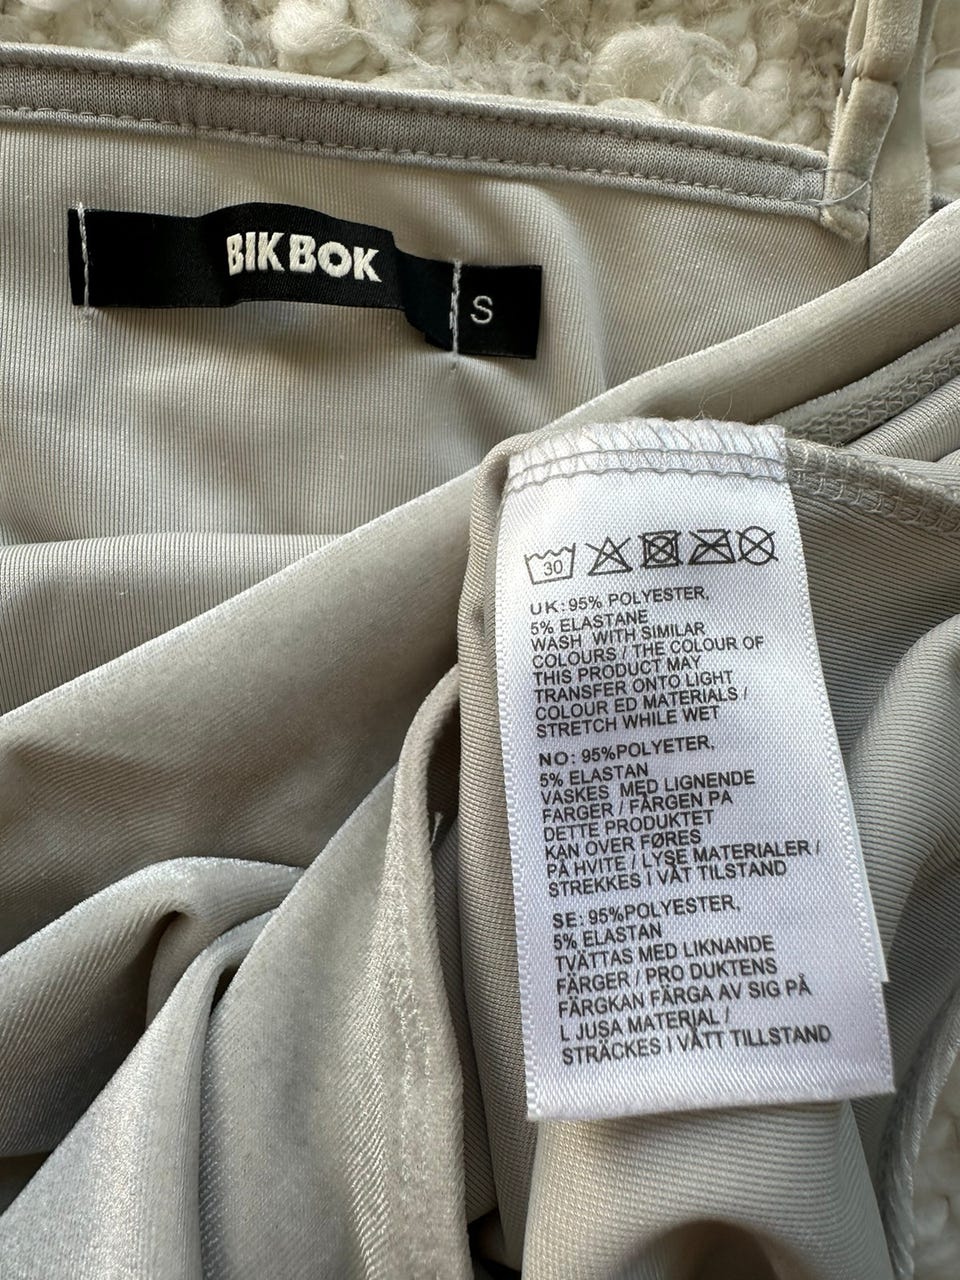 BIK BOK
S
30
UK: 95% POLYESTER,
5% ELASTANE
WASH WITH SIMILAR
COLOURS / THE COLOUR OF
THIS PRODUCT MAY
TRANSFER ONTO LIGHT
COLOUR ED MATERIALS /
STRETCH WHILE WET
NO: 95%POLYETER,
5% ELASTAN
VASKES MED LIGNENDE
FARGER / FÅRGEN PA
DETTE PRODUKTET
KAN OVER FØRES
PÅ HVITE / LYSE MATERIALER /
STREKKES I VÅT TILSTAND
SE: 95%POLYESTER,
5% ELASTAN
TVÄTTAS MED LIKNANDE
FÄRGER / PRO DUKTENS
FÄRGKAN FÄRGA AV SIG PÅ
L JUSA MATERIAL /
STRÄCKES I VÅTT TILLSTAND